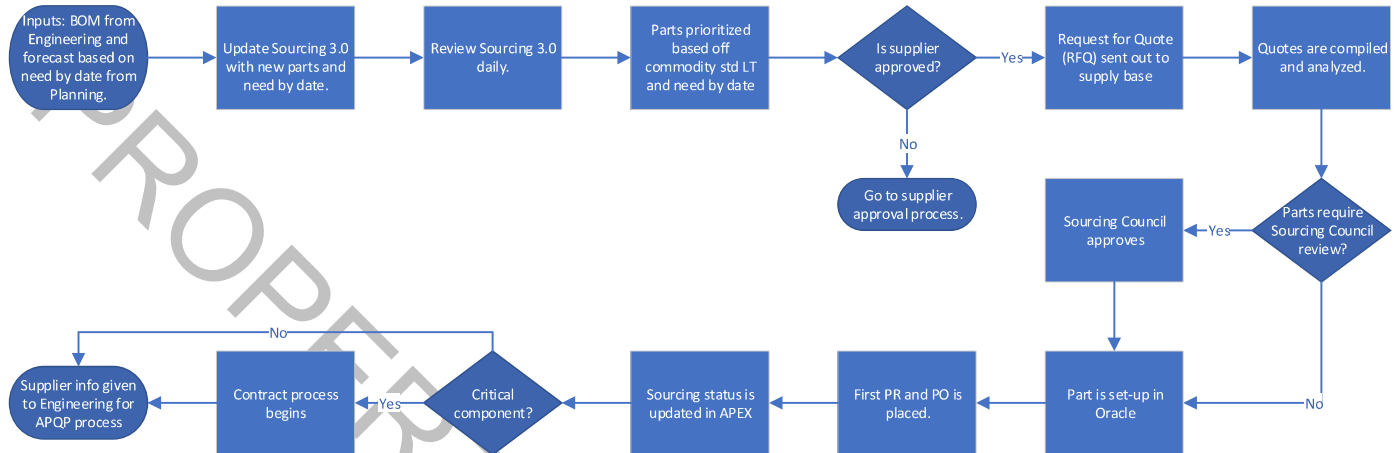 Inputs: BOM from
Engineering and
forecast based on
need by date from
Planning.
Update Sourcing 3.0
with new parts and
need by date.
Review Sourcing 3.0
daily.
Parts prioritized
based off
commodity std LT
and need by date
Is supplier
approved?
Yes
Request for Quote
(RFQ) sent out to
supply base
Quotes are compiled
and analyzed.
No
Go to supplier
approval process.
Parts require
Sourcing Council
review?
Yes
Sourcing Council
approves
No
Part is set-up in
Oracle
First PR and PO is
placed.
Sourcing status is
updated in APEX
Critical
component?
Yes
Contract process
begins
No
Supplier info given
to Engineering for
APQP process
PROPER